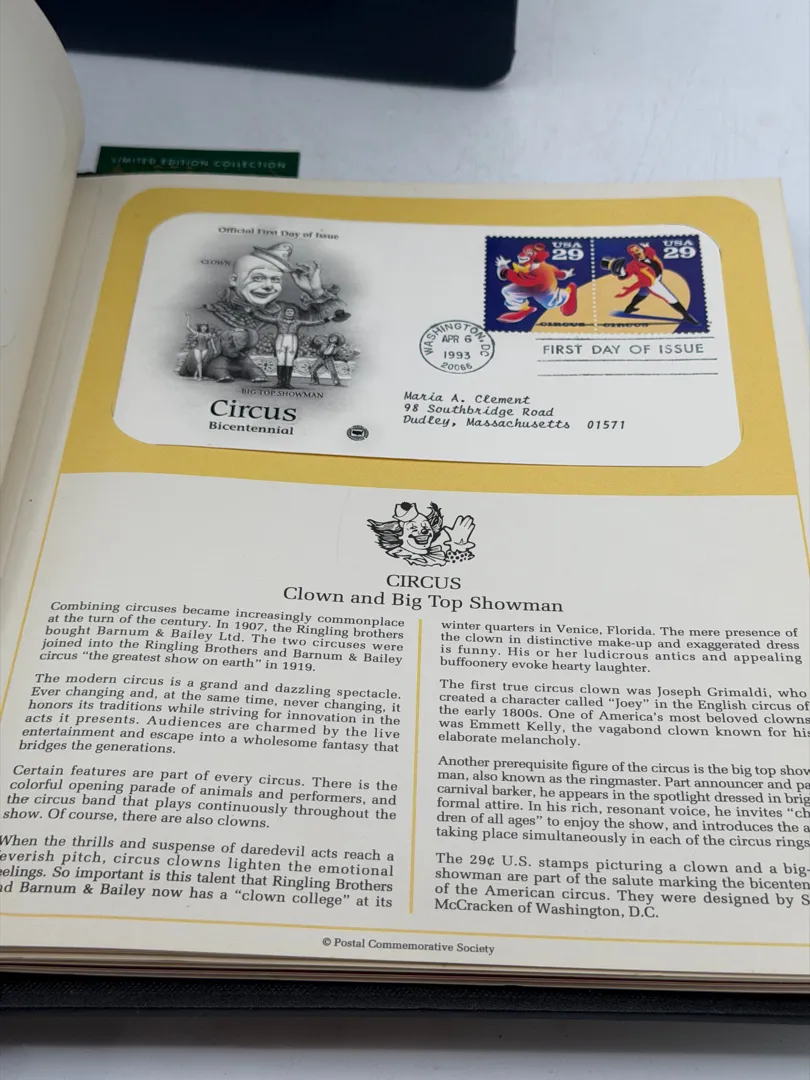 LIMITED EDITION COLLECTION
Official First Day of Issue
CLOWN
BIG TOP SHOWMAN
Circus
Bicentennial
USA
29
CIRCUS
USA
29
CIRCUS
WASHINGTON, DC
APR 6
1993
20066
FIRST DAY OF ISSUE
Maria A. Clement
98 Southbridge Road
Dudley, Massachusetts 01571
CIRCUS
Clown and Big Top Showman
Combining circuses became increasingly commonplace
at the turn of the century. In 1907, the Ringling brothers
bought Barnum & Bailey Ltd. The two circuses were
joined into the Ringling Brothers and Barnum & Bailey
circus “the greatest show on earth” in 1919.
The modern circus is a grand and dazzling spectacle.
Ever changing and, at the same time, never changing, it
honors its traditions while striving for innovation in the
acts it presents. Audiences are charmed by the live
entertainment and escape into a wholesome fantasy that
bridges the generations.
Certain features are part of every circus. There is the
colorful opening parade of animals and performers, and
the circus band that plays continuously throughout the
show. Of course, there are also clowns.
When the thrills and suspense of daredevil acts reach a
feverish pitch, circus clowns lighten the emotional
eelings. So important is this talent that Ringling Brothers
nd Barnum & Bailey now has a “clown college” at its
winter quarters in Venice, Florida. The mere presence of
the clown in distinctive make-up and exaggerated dress
is funny. His or her ludicrous antics and appealing
buffoonery evoke hearty laughter.
The first true circus clown was Joseph Grimaldi, who
created a character called “Joey” in the English circus of
the early 1800s. One of America’s most beloved clowns
was Emmett Kelly, the vagabond clown known for his
elaborate melancholy.
Another prerequisite figure of the circus is the big top show
man, also known as the ringmaster. Part announcer and pa
carnival barker, he appears in the spotlight dressed in brig
formal attire. In his rich, resonant voice, he invites “ch
dren of all ages” to enjoy the show, and introduces the a
taking place simultaneously in each of the circus rings
The 29¢ U.S. stamps picturing a clown and a big-
showman are part of the salute marking the bicenten
of the American circus. They were designed by S
McCracken of Washington, D.C.
© Postal Commemorative Society